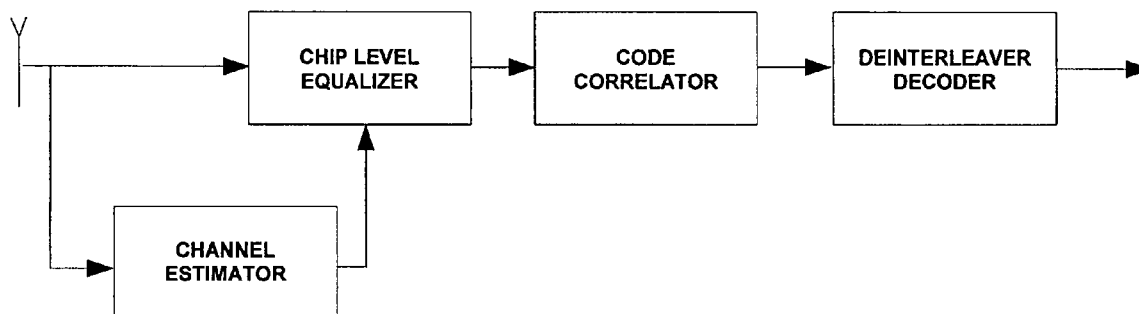 CHIP LEVEL
EQUALIZER
CODE
CORRELATOR
DEINTERLEAVER
DECODER
CHANNEL
ESTIMATOR